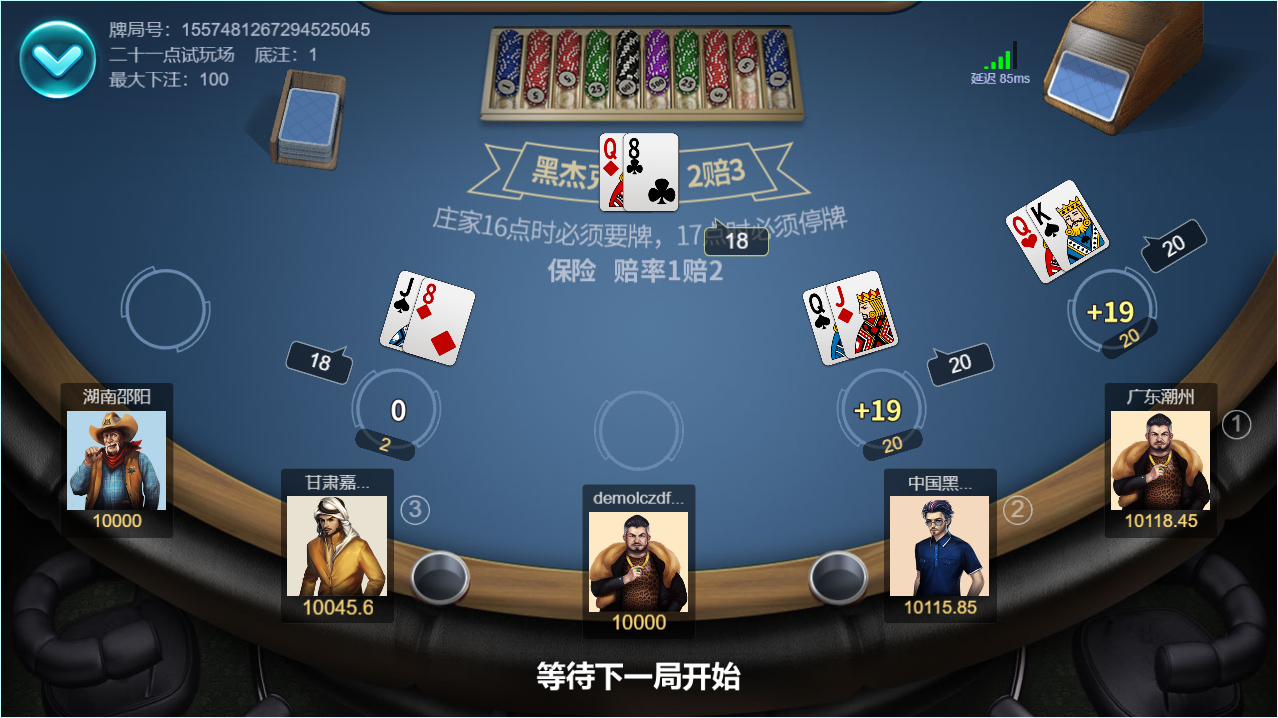 牌局号：1557481267294525045
二十一点试玩场 底注：1
最大下注：100
延迟 85ms
Q 8
黑杰 2赔3
庄家16点时必须要牌，17点时必须停牌
18
保险 赔率1赔2
J 8
18
0
2
Q J
20
+19
20
Q K
20
+19
20
湖南邵阳
10000
甘肃嘉...
3
10045.6
demolczdf...
10000
中国黑...
2
10115.85
广东潮州
1
10118.45
等待下一局开始